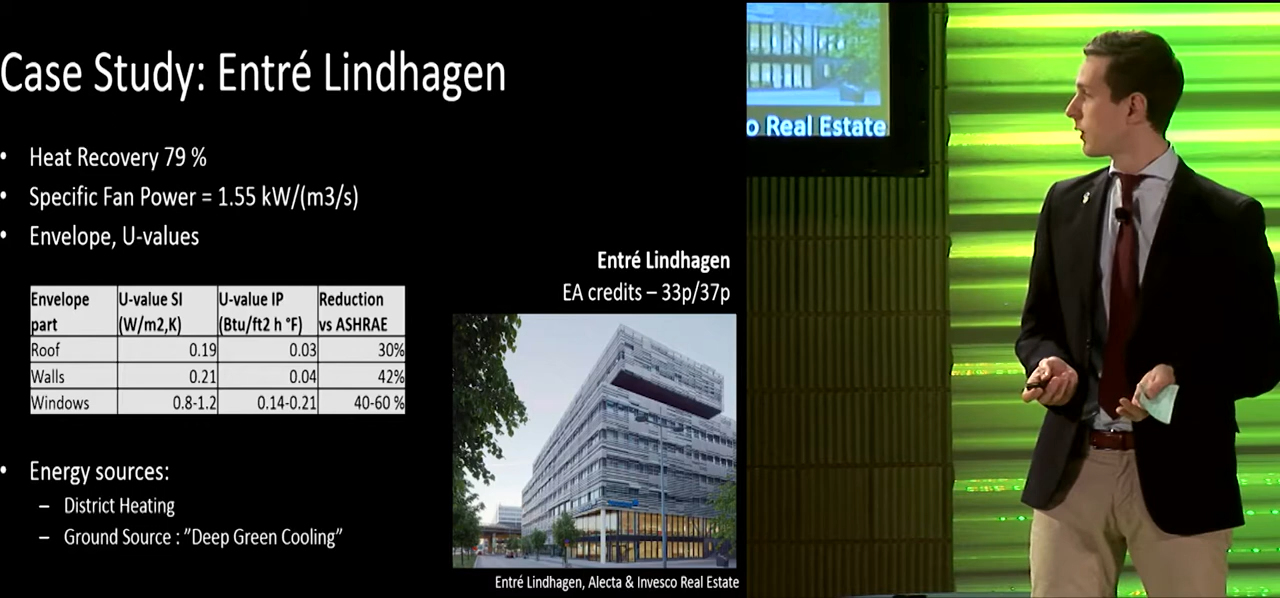 Case Study: Entré Lindhagen
• Heat Recovery 79 %
• Specific Fan Power = 1.55 kW/(m3/s)
• Envelope, U-values
Envelope part | U-value SI (W/m2,K) | U-value IP (Btu/ft2 h °F) | Reduction vs ASHRAE
Roof | 0.19 | 0.03 | 30%
Walls | 0.21 | 0.04 | 42%
Windows | 0.8-1.2 | 0.14-0.21 | 40-60 %
• Energy sources:
– District Heating
– Ground Source : ”Deep Green Cooling”
Entré Lindhagen
EA credits – 33p/37p
Entré Lindhagen, Alecta & Invesco Real Estate
o Real Estate